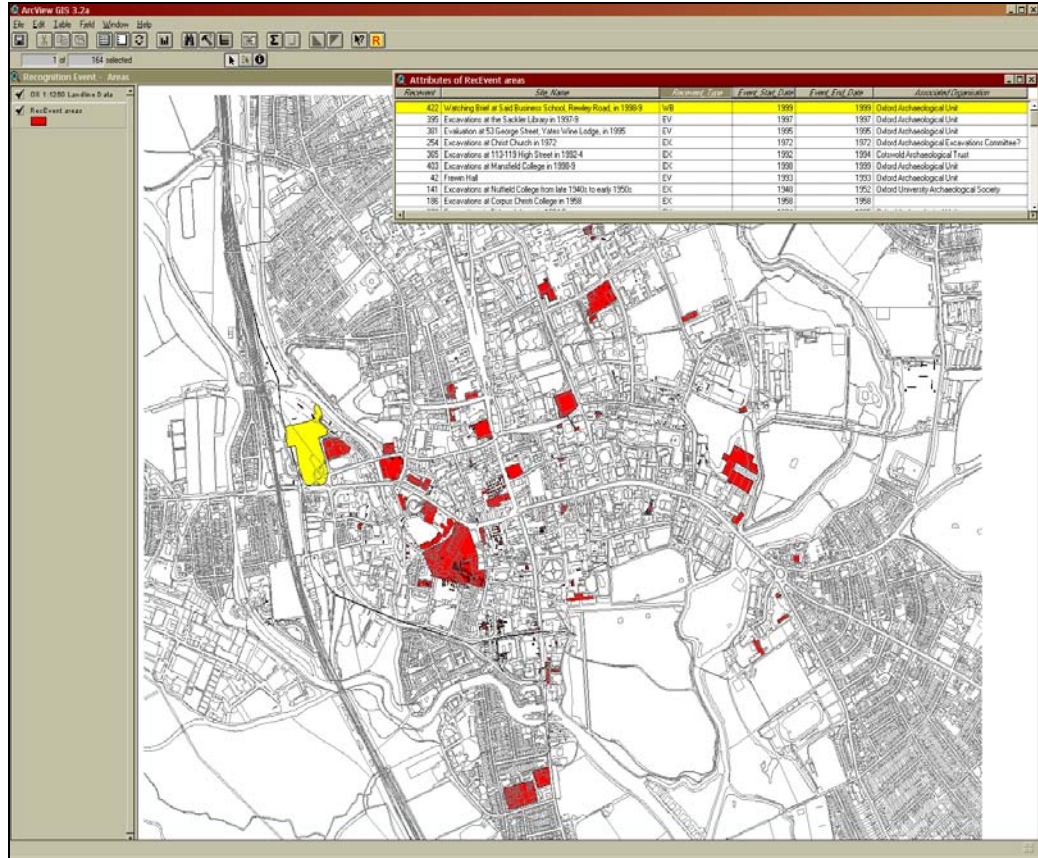 ArcView GIS 3.2a
File Edit Table Field Window Help
1 of 164 selected
Recognition Event - Areas
OS 1:1250 Landline Data
RecEvent areas
Attributes of RecEvent areas
Recevent Site_Name Recevent_Type Event_Start_Date Event_End_Date Associated Organisation
422 Watching Brief at Said Business School, Rewley Road, in 1998-9 WB 1999 1999 Oxford Archaeological Unit
395 Excavations at the Sackler Library in 1997-9 EV 1997 1997 Oxford Archaeological Unit
381 Evaluation at 53 George Street, Yates Wine Lodge, in 1995 EV 1995 1995 Oxford Archaeological Unit
254 Excavations at Christ Church in 1972 EX 1972 1972 Oxford Archaeological Excavations Committee?
365 Excavations at 113-119 High Street in 1992-4 EX 1992 1994 Cotswold Archaeological Trust
403 Excavations at Mansfield College in 1998-9 EX 1998 1999 Oxford Archaeological Unit
42 Frewin Hall EV 1993 1993 Oxford Archaeological Unit
141 Excavations at Nuffield College from late 1940s to early 1950s EX 1940 1952 Oxford University Archaeological Society
186 Excavations at Corpus Christi College in 1958 EX 1958 1958